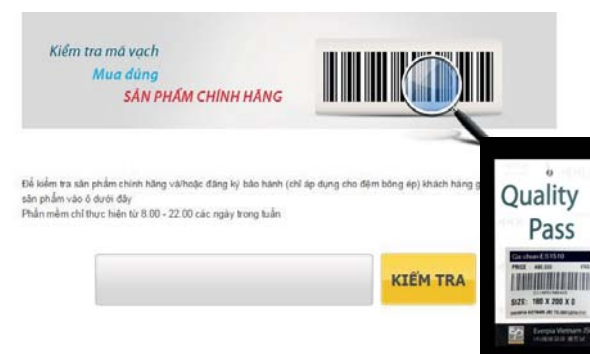 Kiểm tra mã vạch
Mua đúng
SẢN PHẨM CHÍNH HÃNG
Để kiểm tra sản phẩm chính hãng và/hoặc đăng ký bảo hành (chỉ áp dụng cho đệm bông ép) khách hàng g
sản phẩm vào ô dưới đây
Phần mềm chỉ thực hiện từ 8.00 - 22.00 các ngày trong tuần
KIỂM TRA
Quality
Pass
PRICE
SIZE: 180 X 200 X
Everpia Vietnam